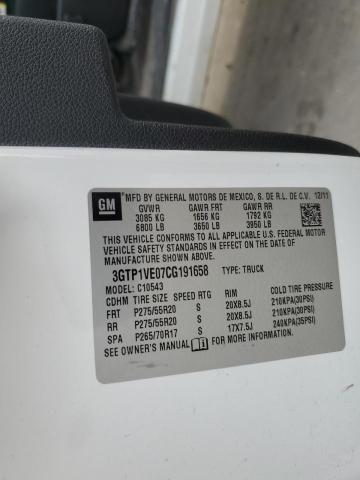 GM
MFD BY GENERAL MOTORS DE MEXICO, S. DE R.L. DE C.V. 12/11
GVWR GAWR FRT GAWR RR
3085 KG 1656 KG 1792 KG
6800 LB 3650 LB 3950 LB
THIS VEHICLE CONFORMS TO ALL APPLICABLE U.S. FEDERAL MOTOR
VEHICLE SAFETY STANDARDS IN EFFECT ON THE DATE OF
MANUFACTURE SHOWN ABOVE.
3GTP1VE07CG191658 TYPE: TRUCK
MODEL: C10543
CDHM TIRE SIZE SPEED RTG RIM COLD TIRE PRESSURE
FRT P275/55R20 S 20X8.5J 210KPA(30PSI)
RR P275/55R20 S 20X8.5J 210KPA(30PSI)
SPA P265/70R17 S 17X7.5J 240KPA(35PSI)
SEE OWNER'S MANUAL FOR MORE INFORMATION.